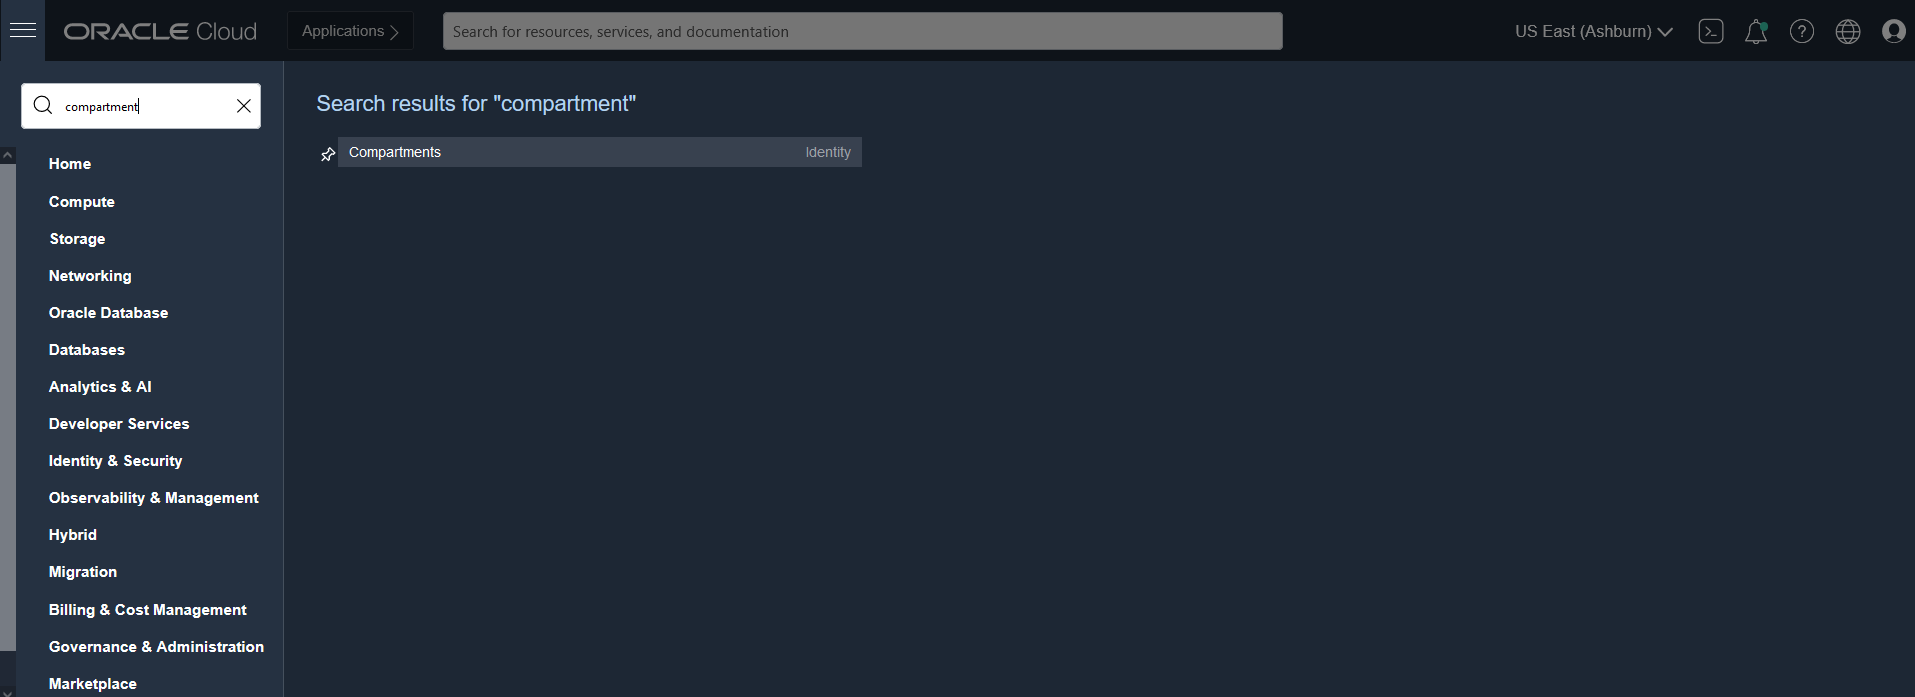 ORACLE Cloud
Applications
Search for resources, services, and documentation
US East (Ashburn)
compartment
Home
Compute
Storage
Networking
Oracle Database
Databases
Analytics & AI
Developer Services
Identity & Security
Observability & Management
Hybrid
Migration
Billing & Cost Management
Governance & Administration
Marketplace
Search results for "compartment"
Compartments Identity